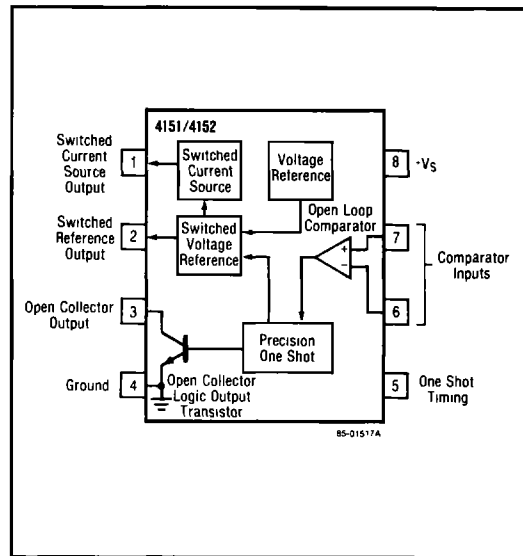 4151/4152
Switched
Current
Source
Output
1
Switched
Current
Source
Voltage
Reference
8
+VS
Switched
Reference
Output
2
Switched
Voltage
Reference
Open Loop
Comparator
+
−
7
6
Comparator
Inputs
Open Collector
Output
3
Precision
One Shot
Ground
4
Open Collector
Logic Output
Transistor
5
One Shot
Timing
85-01517A